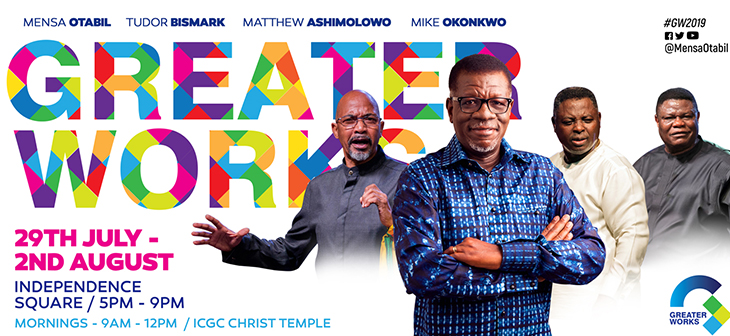 MENSA OTABIL TUDOR BISMARK MATTHEW ASHIMOLOWO MIKE OKONKWO
#GW2019
@MensaOtabil
GREATER
WORKS
29TH JULY -
2ND AUGUST
INDEPENDENCE
SQUARE / 5PM - 9PM
MORNINGS - 9AM - 12PM / ICGC CHRIST TEMPLE
GREATER
WORKS